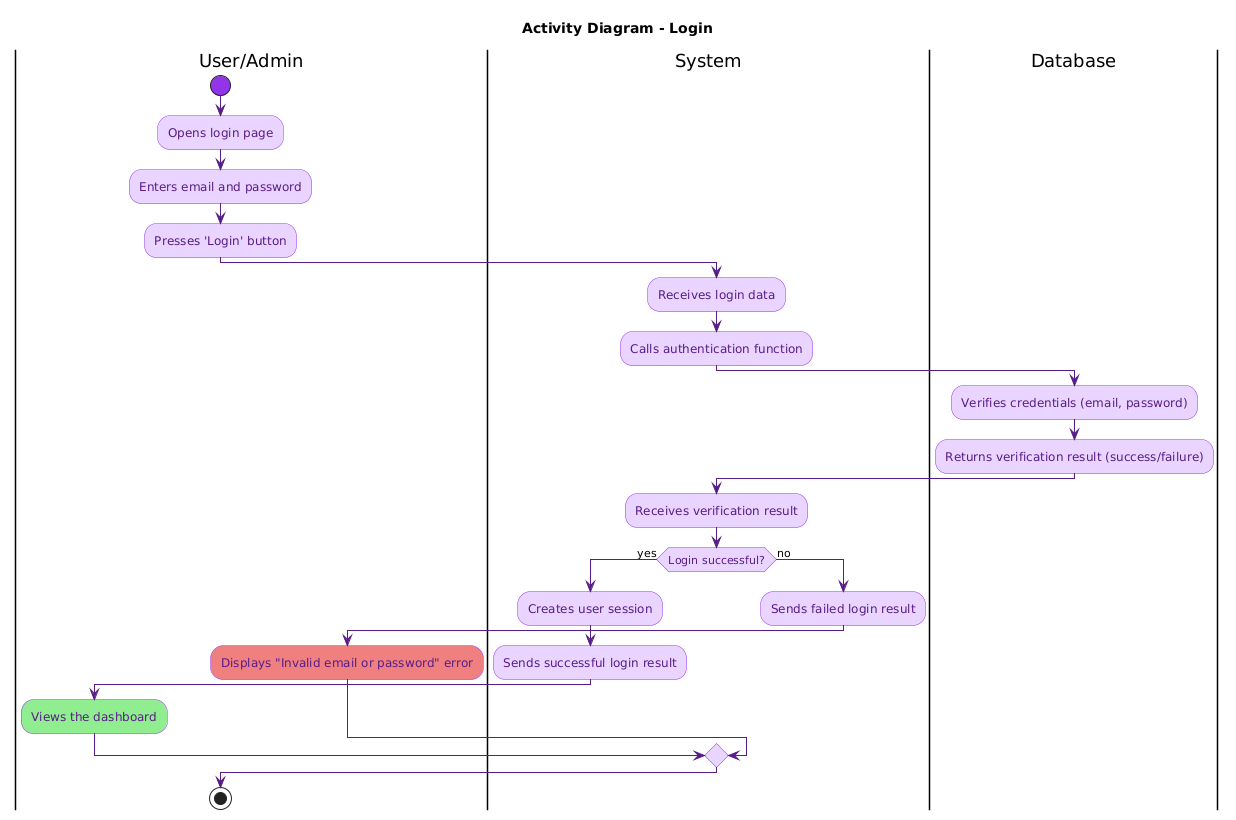 Activity Diagram - Login
User/Admin
System
Database
Opens login page
Enters email and password
Presses 'Login' button
Receives login data
Calls authentication function
Verifies credentials (email, password)
Returns verification result (success/failure)
Receives verification result
yes
Login successful?
no
Creates user session
Sends failed login result
Displays "Invalid email or password" error
Sends successful login result
Views the dashboard